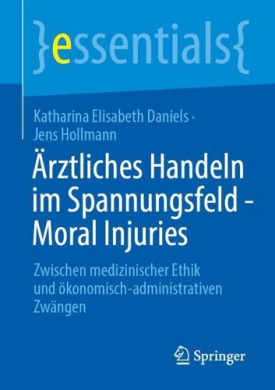 }essentials{
Katharina Elisabeth Daniels ·
Jens Hollmann
Ärztliches Handeln
im Spannungsfeld -
Moral Injuries
Zwischen medizinischer Ethik
und ökonomisch-administrativen
Zwängen
Springer